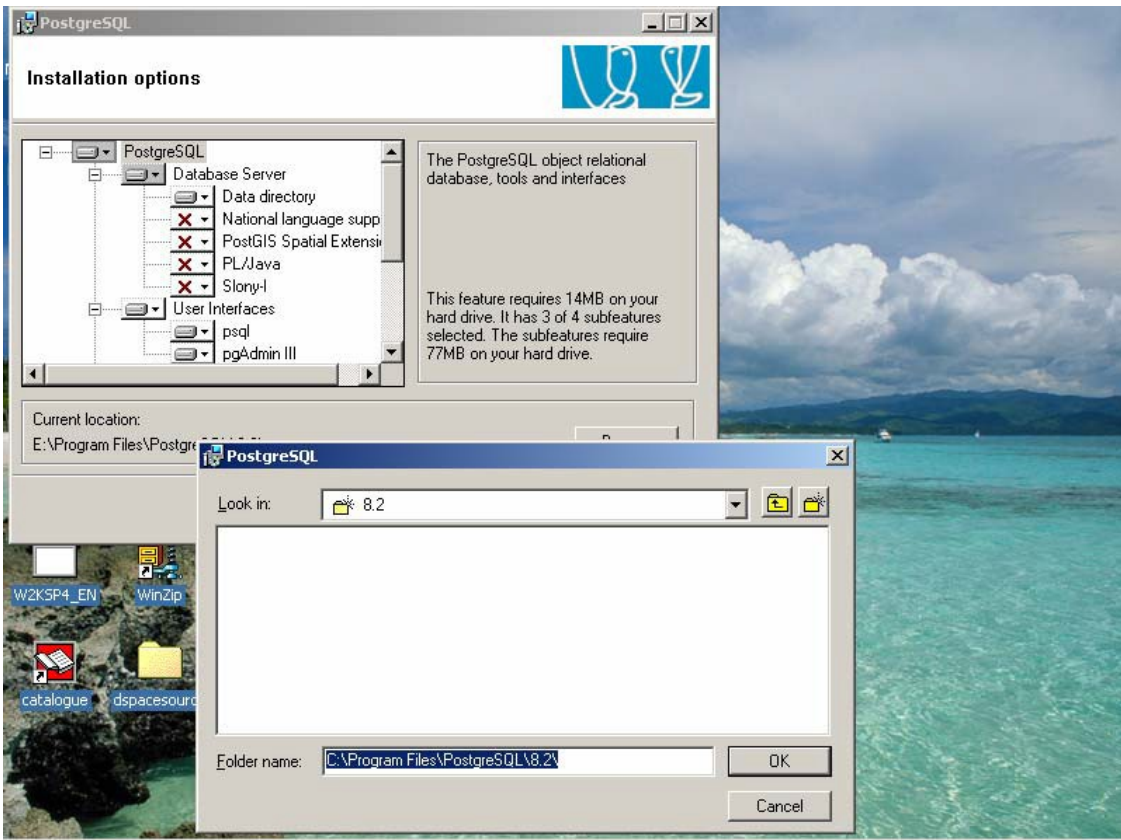 PostgreSQL
Installation options
PostgreSQL
Database Server
Data directory
National language supp
PostGIS Spatial Extensi
PL/Java
Slony-I
User Interfaces
psql
pgAdmin III
The PostgreSQL object relational
database, tools and interfaces
This feature requires 14MB on your
hard drive. It has 3 of 4 subfeatures
selected. The subfeatures require
77MB on your hard drive.
Current location:
E:\Program Files\Postgre
PostgreSQL
Look in:
8.2
Folder name:
C:\Program Files\PostgreSQL\8.2\
OK
Cancel
W2KSP4_EN
WinZip
catalogue
dspacesourc